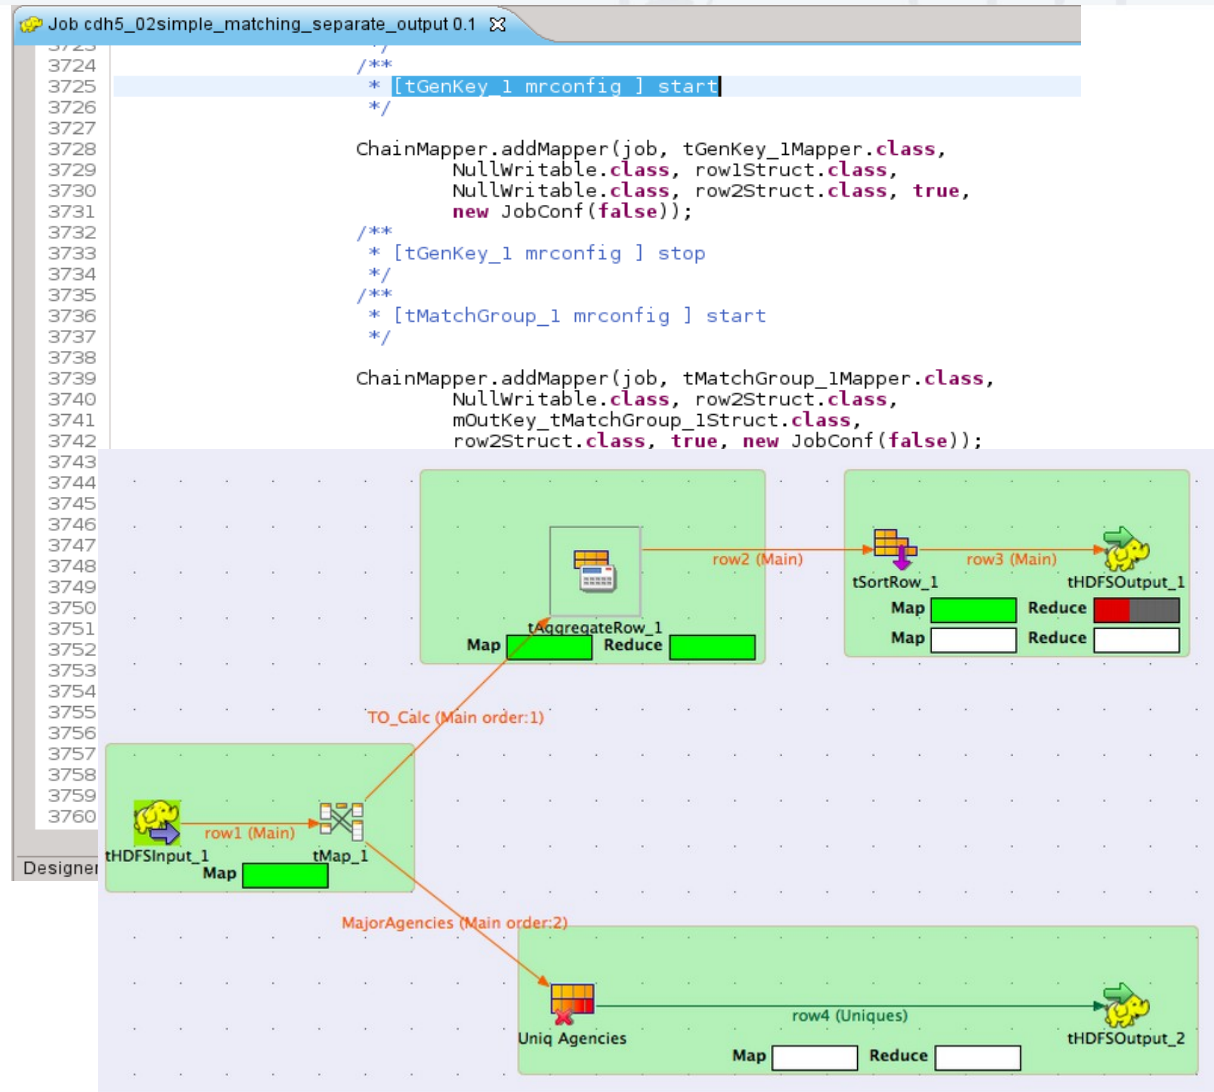 Job cdh5_02simple_matching_separate_output 0.1
3723 */
3724 /**
3725 * [tGenKey_1 mrconfig ] start
3726 */
3727
3728 ChainMapper.addMapper(job, tGenKey_1Mapper.class,
3729 NullWritable.class, row1Struct.class,
3730 NullWritable.class, row2Struct.class, true,
3731 new JobConf(false));
3732 /**
3733 * [tGenKey_1 mrconfig ] stop
3734 */
3735 /**
3736 * [tMatchGroup_1 mrconfig ] start
3737 */
3738
3739 ChainMapper.addMapper(job, tMatchGroup_1Mapper.class,
3740 NullWritable.class, row2Struct.class,
3741 mOutKey_tMatchGroup_1Struct.class,
3742 row2Struct.class, true, new JobConf(false));
3743
3744
3745
3746
3747
3748
3749
3750
3751
3752
3753
3754
3755
3756
3757
3758
3759
3760
Designer
row2 (Main)
row3 (Main)
tSortRow_1
tHDFSOutput_1
Map
Reduce
Map
Reduce
tAggregateRow_1
Map
Reduce
TO_Calc (Main order:1)
row1 (Main)
tHDFSInput_1
tMap_1
Map
MajorAgencies (Main order:2)
row4 (Uniques)
Uniq Agencies
tHDFSOutput_2
Map
Reduce